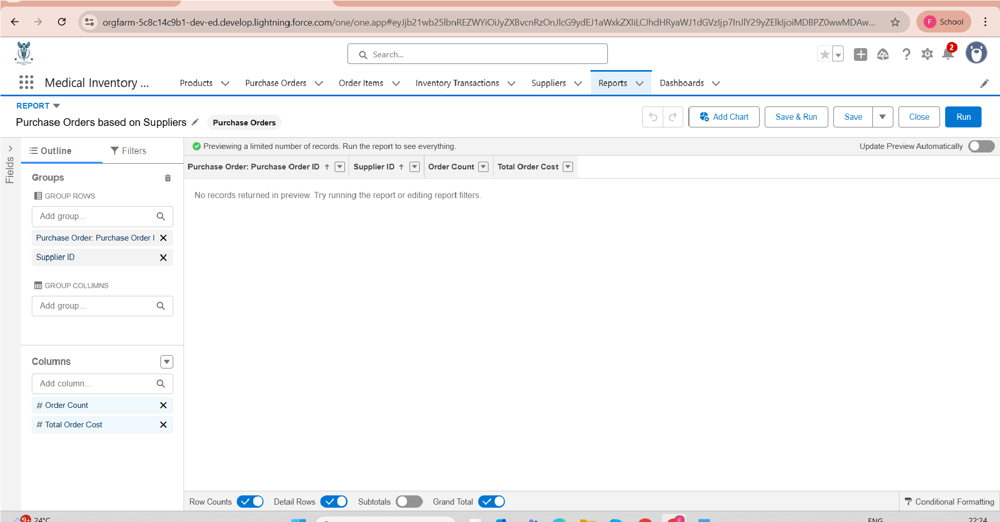 orgfarm-5c8c14c9b1-dev-ed.develop.lightning.force.com/one/one.app#eyJjb21wb25lbnREZWYiOiJyZXBvcnRzOnJlcG9ydEJ1aWxkZXIiLCJhdHRyaWJ1dGVzIjp7InJlY29yZElkIjoiMDBPZ0wwMDAw...
F School
Search...
2
Medical Inventory ...
Products
Purchase Orders
Order Items
Inventory Transactions
Suppliers
Reports
Dashboards
REPORT
Purchase Orders based on Suppliers
Purchase Orders
Add Chart
Save & Run
Save
Close
Run
Fields
Outline
Filters
Previewing a limited number of records. Run the report to see everything.
Update Preview Automatically
Groups
GROUP ROWS
Add group...
Purchase Order: Purchase Order I
Supplier ID
GROUP COLUMNS
Add group...
Columns
Add column...
# Order Count
# Total Order Cost
Purchase Order: Purchase Order ID
Supplier ID
Order Count
Total Order Cost
No records returned in preview. Try running the report or editing report filters.
Row Counts
Detail Rows
Subtotals
Grand Total
Conditional Formatting
9+
24°C
F
ENG
22:24